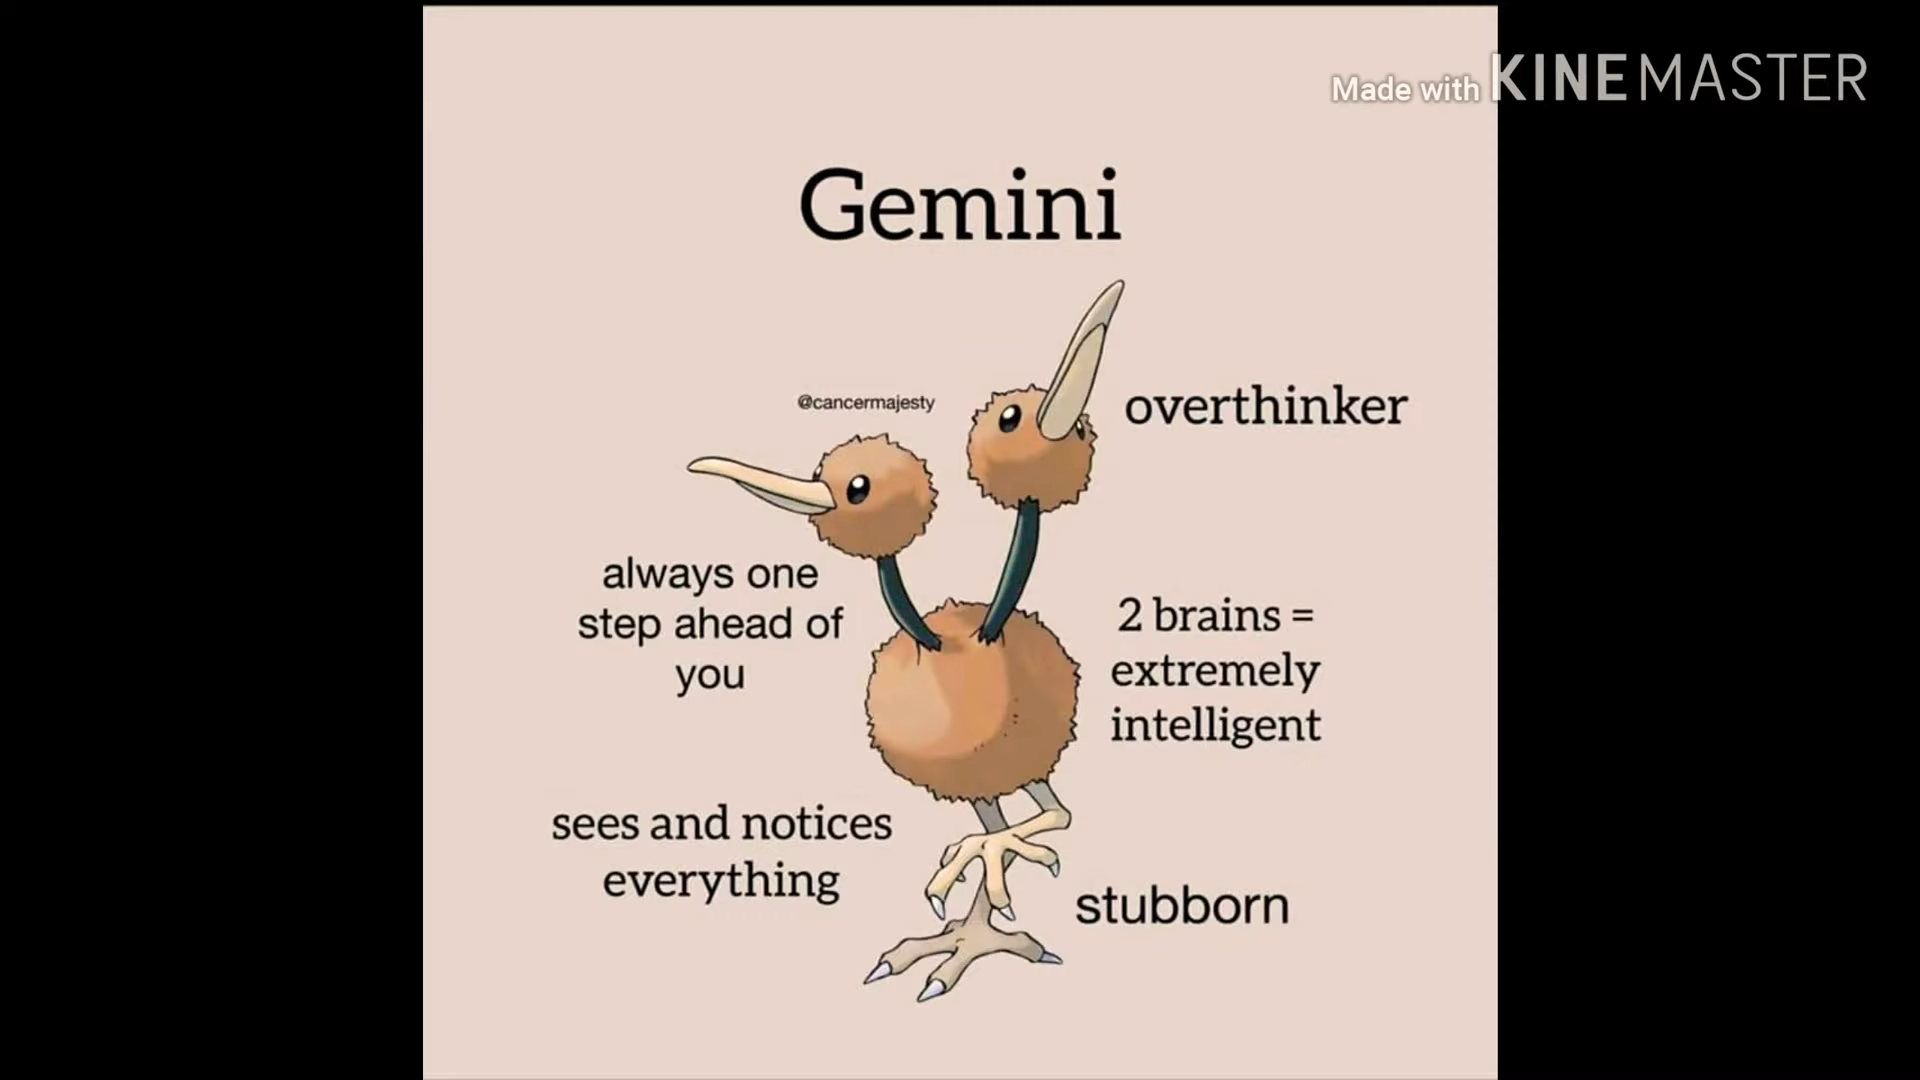 Made with KINEMASTER
Gemini
@cancermajesty
overthinker
always one
step ahead of
you
2 brains =
extremely
intelligent
sees and notices
everything
stubborn